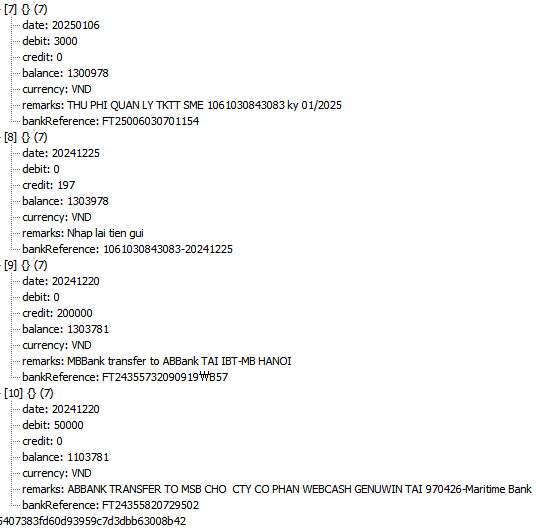 [7] {} (7)
date: 20250106
debit: 3000
credit: 0
balance: 1300978
currency: VND
remarks: THU PHI QUAN LY TKTT SME 1061030843083 ky 01/2025
bankReference: FT25006030701154
[8] {} (7)
date: 20241225
debit: 0
credit: 197
balance: 1303978
currency: VND
remarks: Nhap lai tien gui
bankReference: 1061030843083-20241225
[9] {} (7)
date: 20241220
debit: 0
credit: 200000
balance: 1303781
currency: VND
remarks: MBBank transfer to ABBank TAI IBT-MB HANOI
bankReference: FT24355732090919₩B57
[10] {} (7)
date: 20241220
debit: 50000
credit: 0
balance: 1103781
currency: VND
remarks: ABBANK TRANSFER TO MSB CHO  CTY CO PHAN WEBCASH GENUWIN TAI 970426-Maritime Bank
bankReference: FT24355820729502
5407383fd60d93959c7d3dbb63008b42